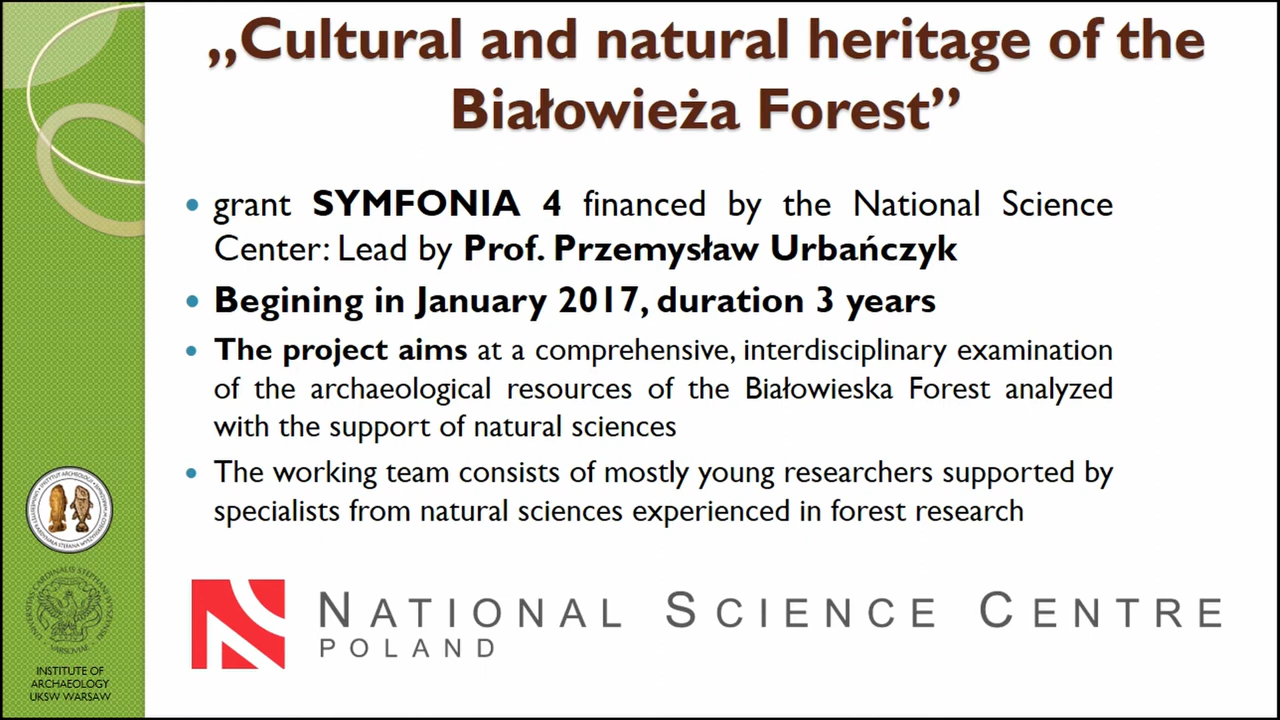 „Cultural and natural heritage of the
Białowieża Forest”
• grant SYMFONIA 4 financed by the National Science
Center: Lead by Prof. Przemysław Urbańczyk
• Begining in January 2017, duration 3 years
• The project aims at a comprehensive, interdisciplinary examination
of the archaeological resources of the Białowieska Forest analyzed
with the support of natural sciences
• The working team consists of mostly young researchers supported by
specialists from natural sciences experienced in forest research
NATIONAL SCIENCE CENTRE
POLAND
INSTITUTE OF
ARCHAEOLOGY
UKSW WARSAW